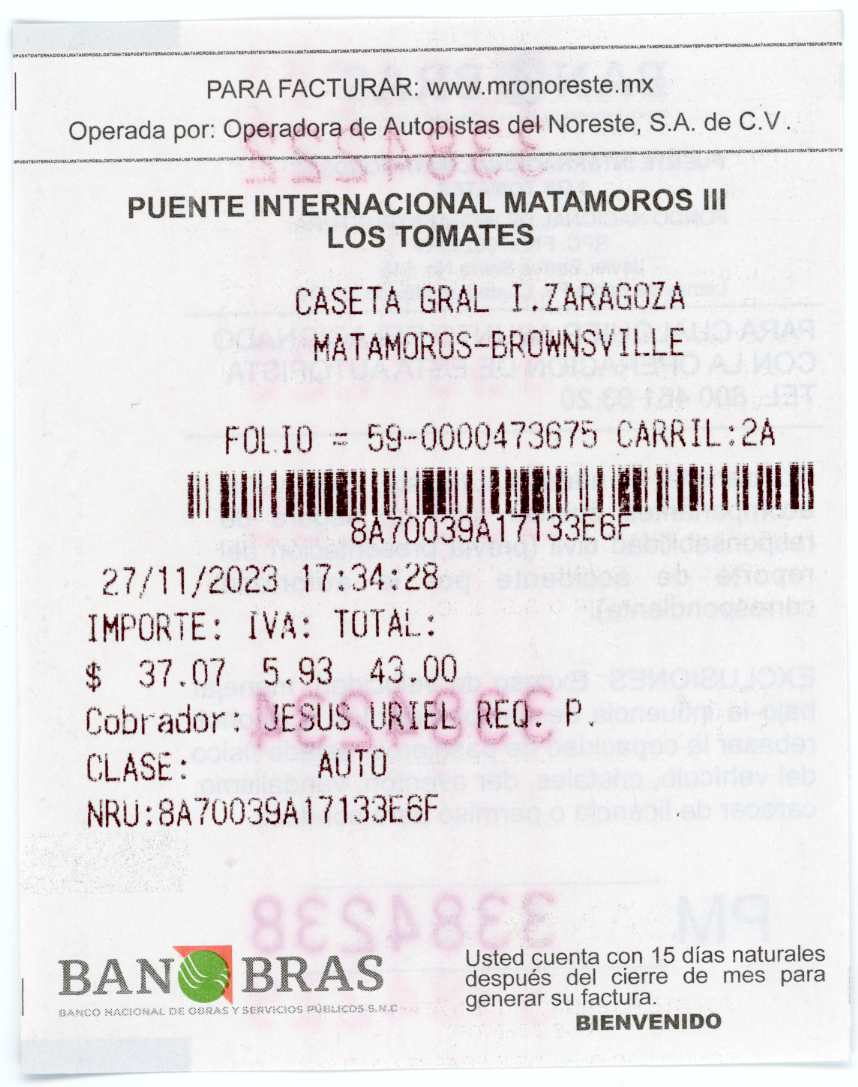 PARA FACTURAR: www.mronoreste.mx
Operada por: Operadora de Autopistas del Noreste, S.A. de C.V.
PUENTE INTERNACIONAL MATAMOROS III
LOS TOMATES
CASETA GRAL I.ZARAGOZA
MATAMOROS-BROWNSVILLE
FOLIO = 59-0000473675 CARRIL:2A
8A70039A17133E6F
27/11/2023 17:34:28
IMPORTE: IVA: TOTAL:
$ 37.07 5.93 43.00
Cobrador: JESUS URIEL REQ. P.
CLASE: AUTO
NRU:8A70039A17133E6F
BANOBRAS
BANCO NACIONAL DE OBRAS Y SERVICIOS PÚBLICOS S.N.C
Usted cuenta con 15 días naturales
después del cierre de mes para
generar su factura.
BIENVENIDO